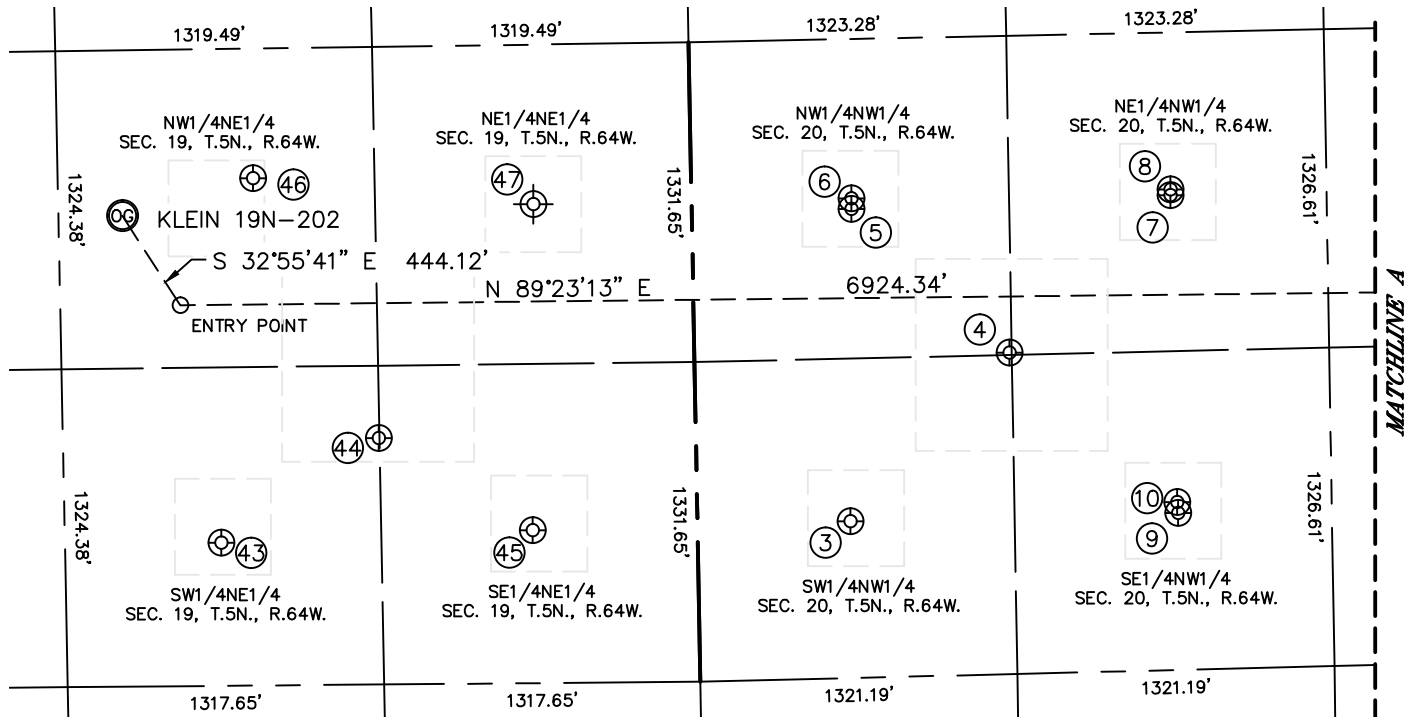 1319.49'
1319.49'
1323.28'
1323.28'
NW1/4NE1/4
SEC. 19, T.5N., R.64W.
NE1/4NE1/4
SEC. 19, T.5N., R.64W.
NW1/4NW1/4
SEC. 20, T.5N., R.64W.
NE1/4NW1/4
SEC. 20, T.5N., R.64W.
1324.38'
46
47
1331.65'
6
5
8
7
1326.61'
OG
KLEIN 19N-202
S 32°55'41" E 444.12'
N 89°23'13" E
6924.34'
ENTRY POINT
4
MATCHLINE A
44
1324.38'
43
45
1331.65'
3
10
9
1326.61'
SW1/4NE1/4
SEC. 19, T.5N., R.64W.
SE1/4NE1/4
SEC. 19, T.5N., R.64W.
SW1/4NW1/4
SEC. 20, T.5N., R.64W.
SE1/4NW1/4
SEC. 20, T.5N., R.64W.
1317.65'
1317.65'
1321.19'
1321.19'